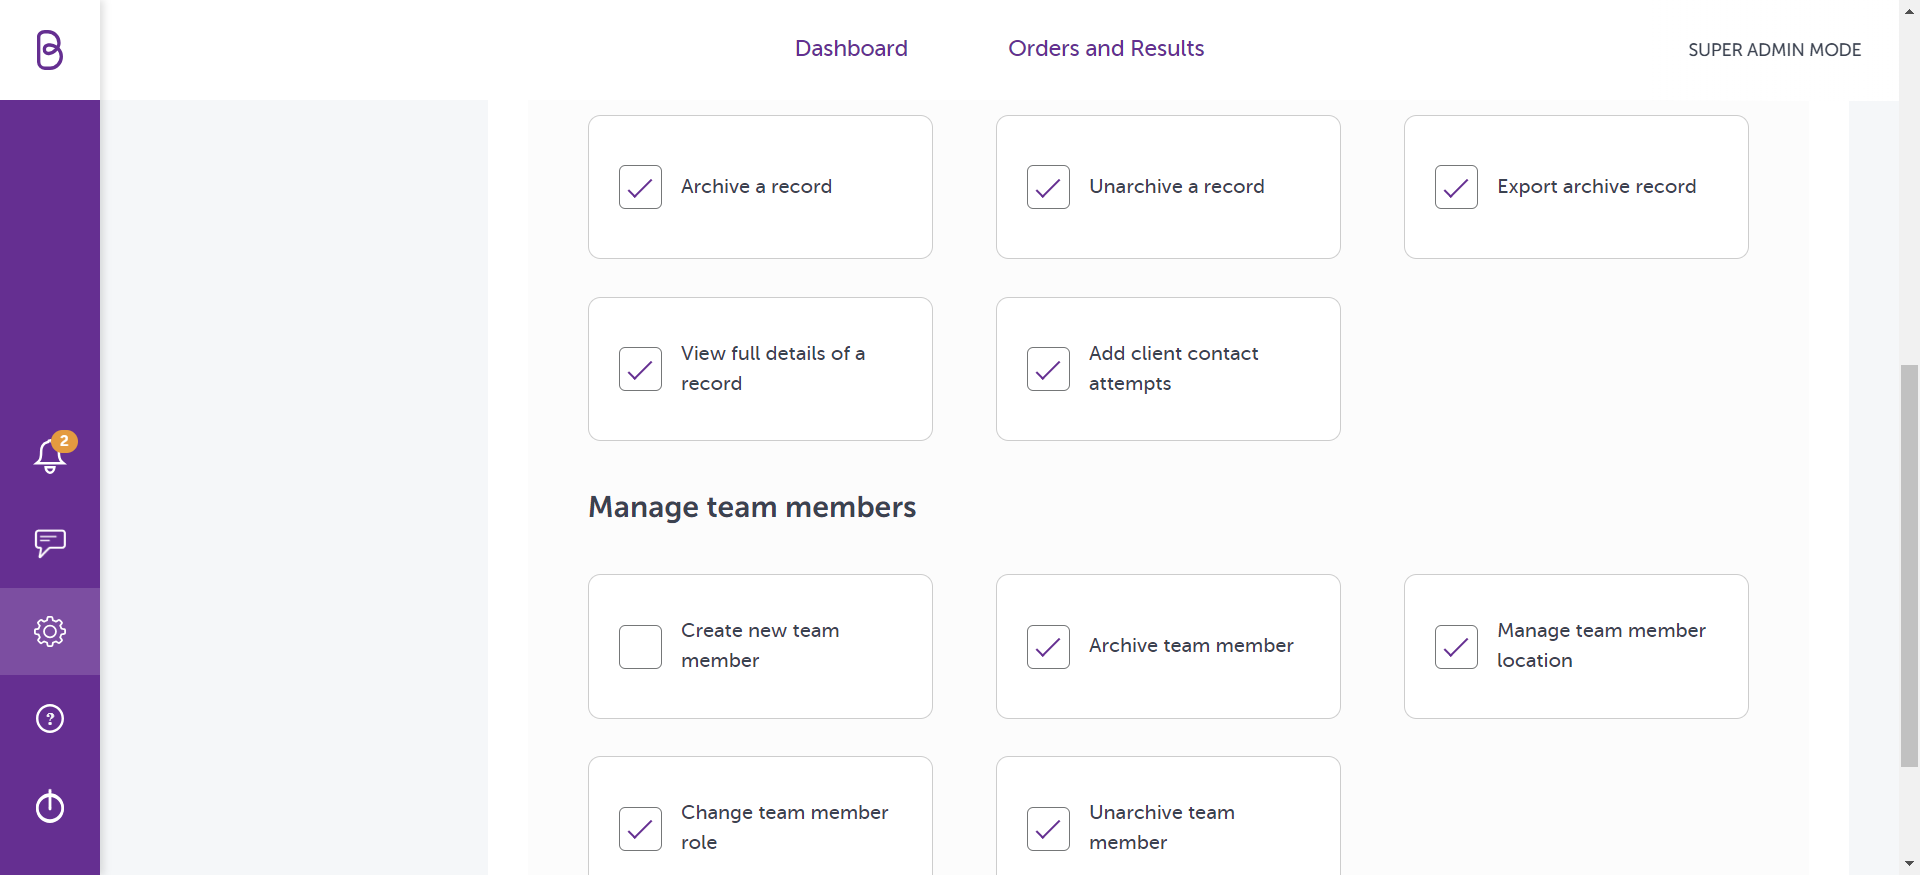 Dashboard
Orders and Results
SUPER ADMIN MODE
Archive a record
Unarchive a record
Export archive record
View full details of a
record
Add client contact
attempts
2
Manage team members
Create new team
member
Archive team member
Manage team member
location
?
Change team member
role
Unarchive team
member